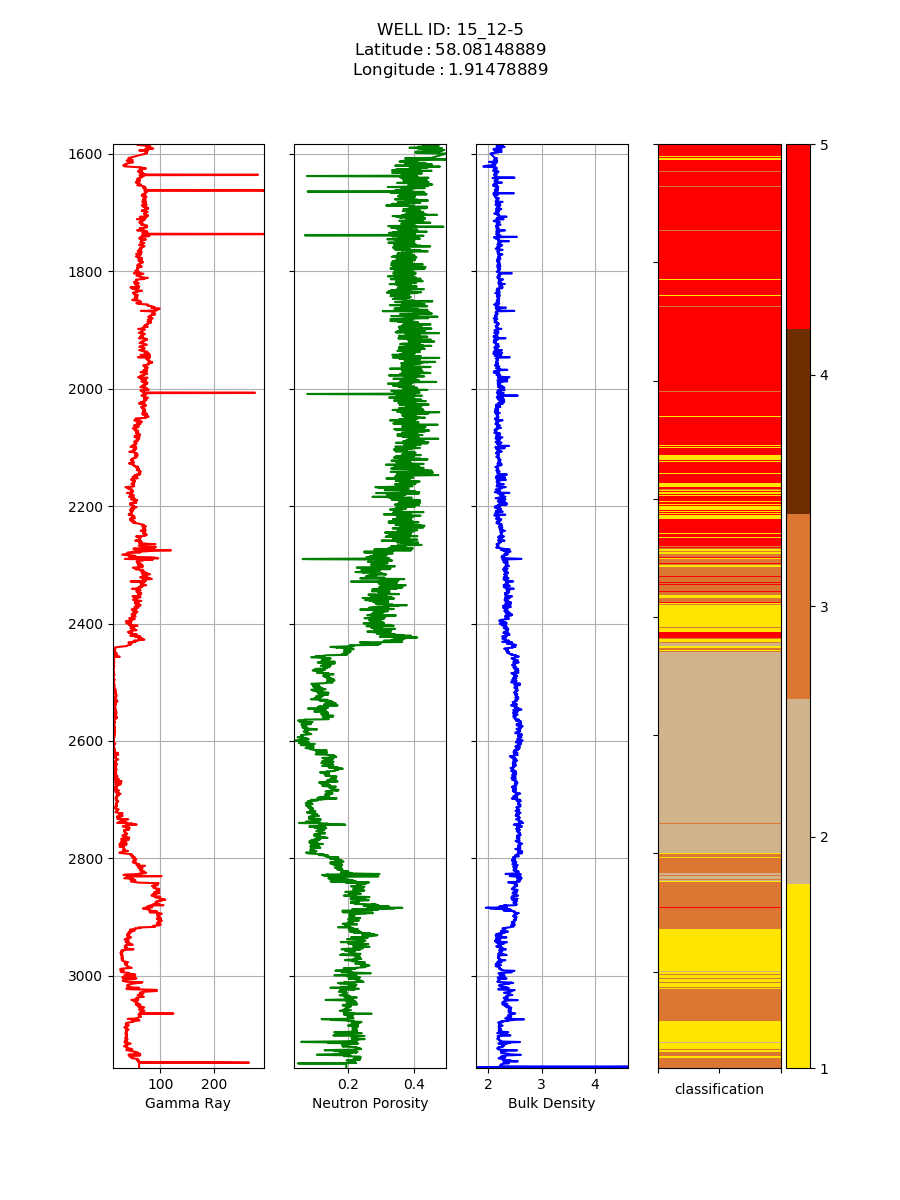 WELL ID: 15_12-5
Latitude : 58.08148889
Longitude : 1.91478889
1600
1800
2000
2200
2400
2600
2800
3000
100 200
Gamma Ray
0.2 0.4
Neutron Porosity
2 3 4
Bulk Density
classification
5
4
3
2
1